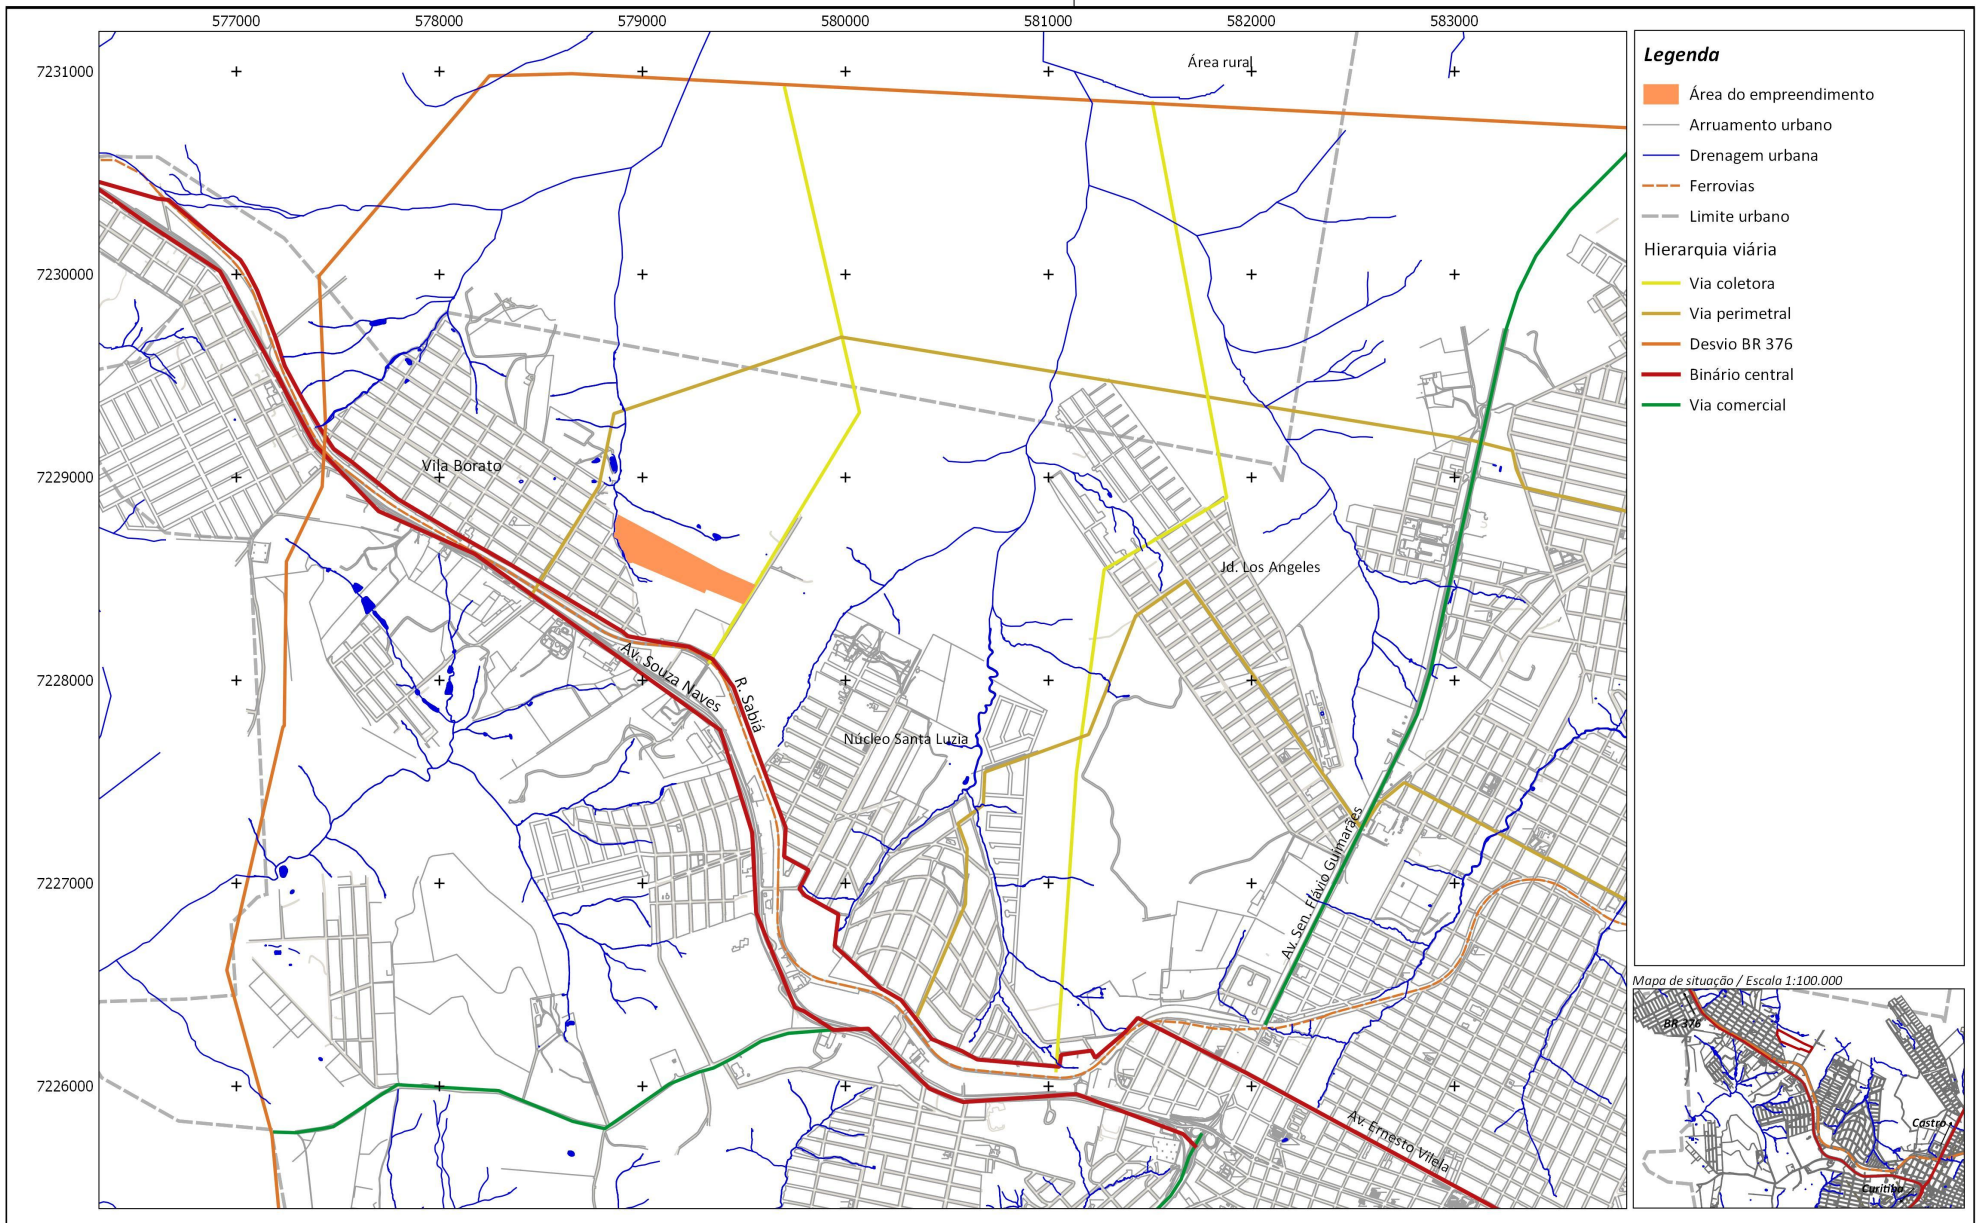 577000 578000 579000 580000 581000 582000 583000
7231000
7230000
7229000
7228000
7227000
7226000
Área rural
Vila Borato
Jd. Los Angeles
Av. Souza Naves
R. Sabiá
Núcleo Santa Luzia
Av. Sen. Flávio Guimarães
Av. Ernesto Vilela
Legenda
Área do empreendimento
Arruamento urbano
Drenagem urbana
Ferrovias
Limite urbano
Hierarquia viária
Via coletora
Via perimetral
Desvio BR 376
Binário central
Via comercial
Mapa de situação / Escala 1:100.000
BR 376
Castro
Curitiba